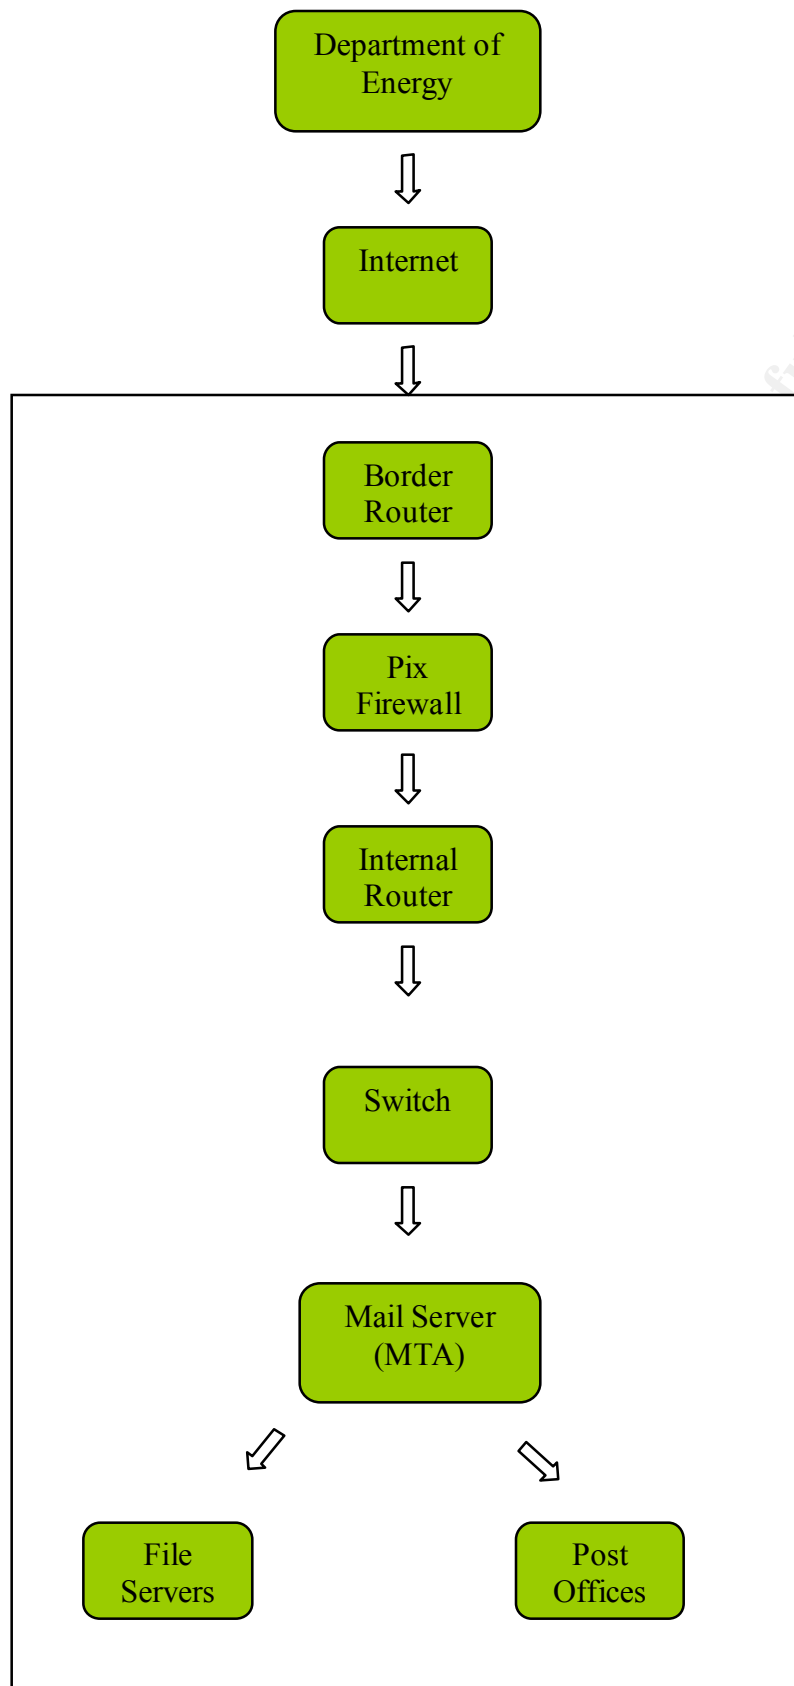 Department of
Energy
Internet
Border
Router
Pix
Firewall
Internal
Router
Switch
Mail Server
(MTA)
File
Servers
Post
Offices